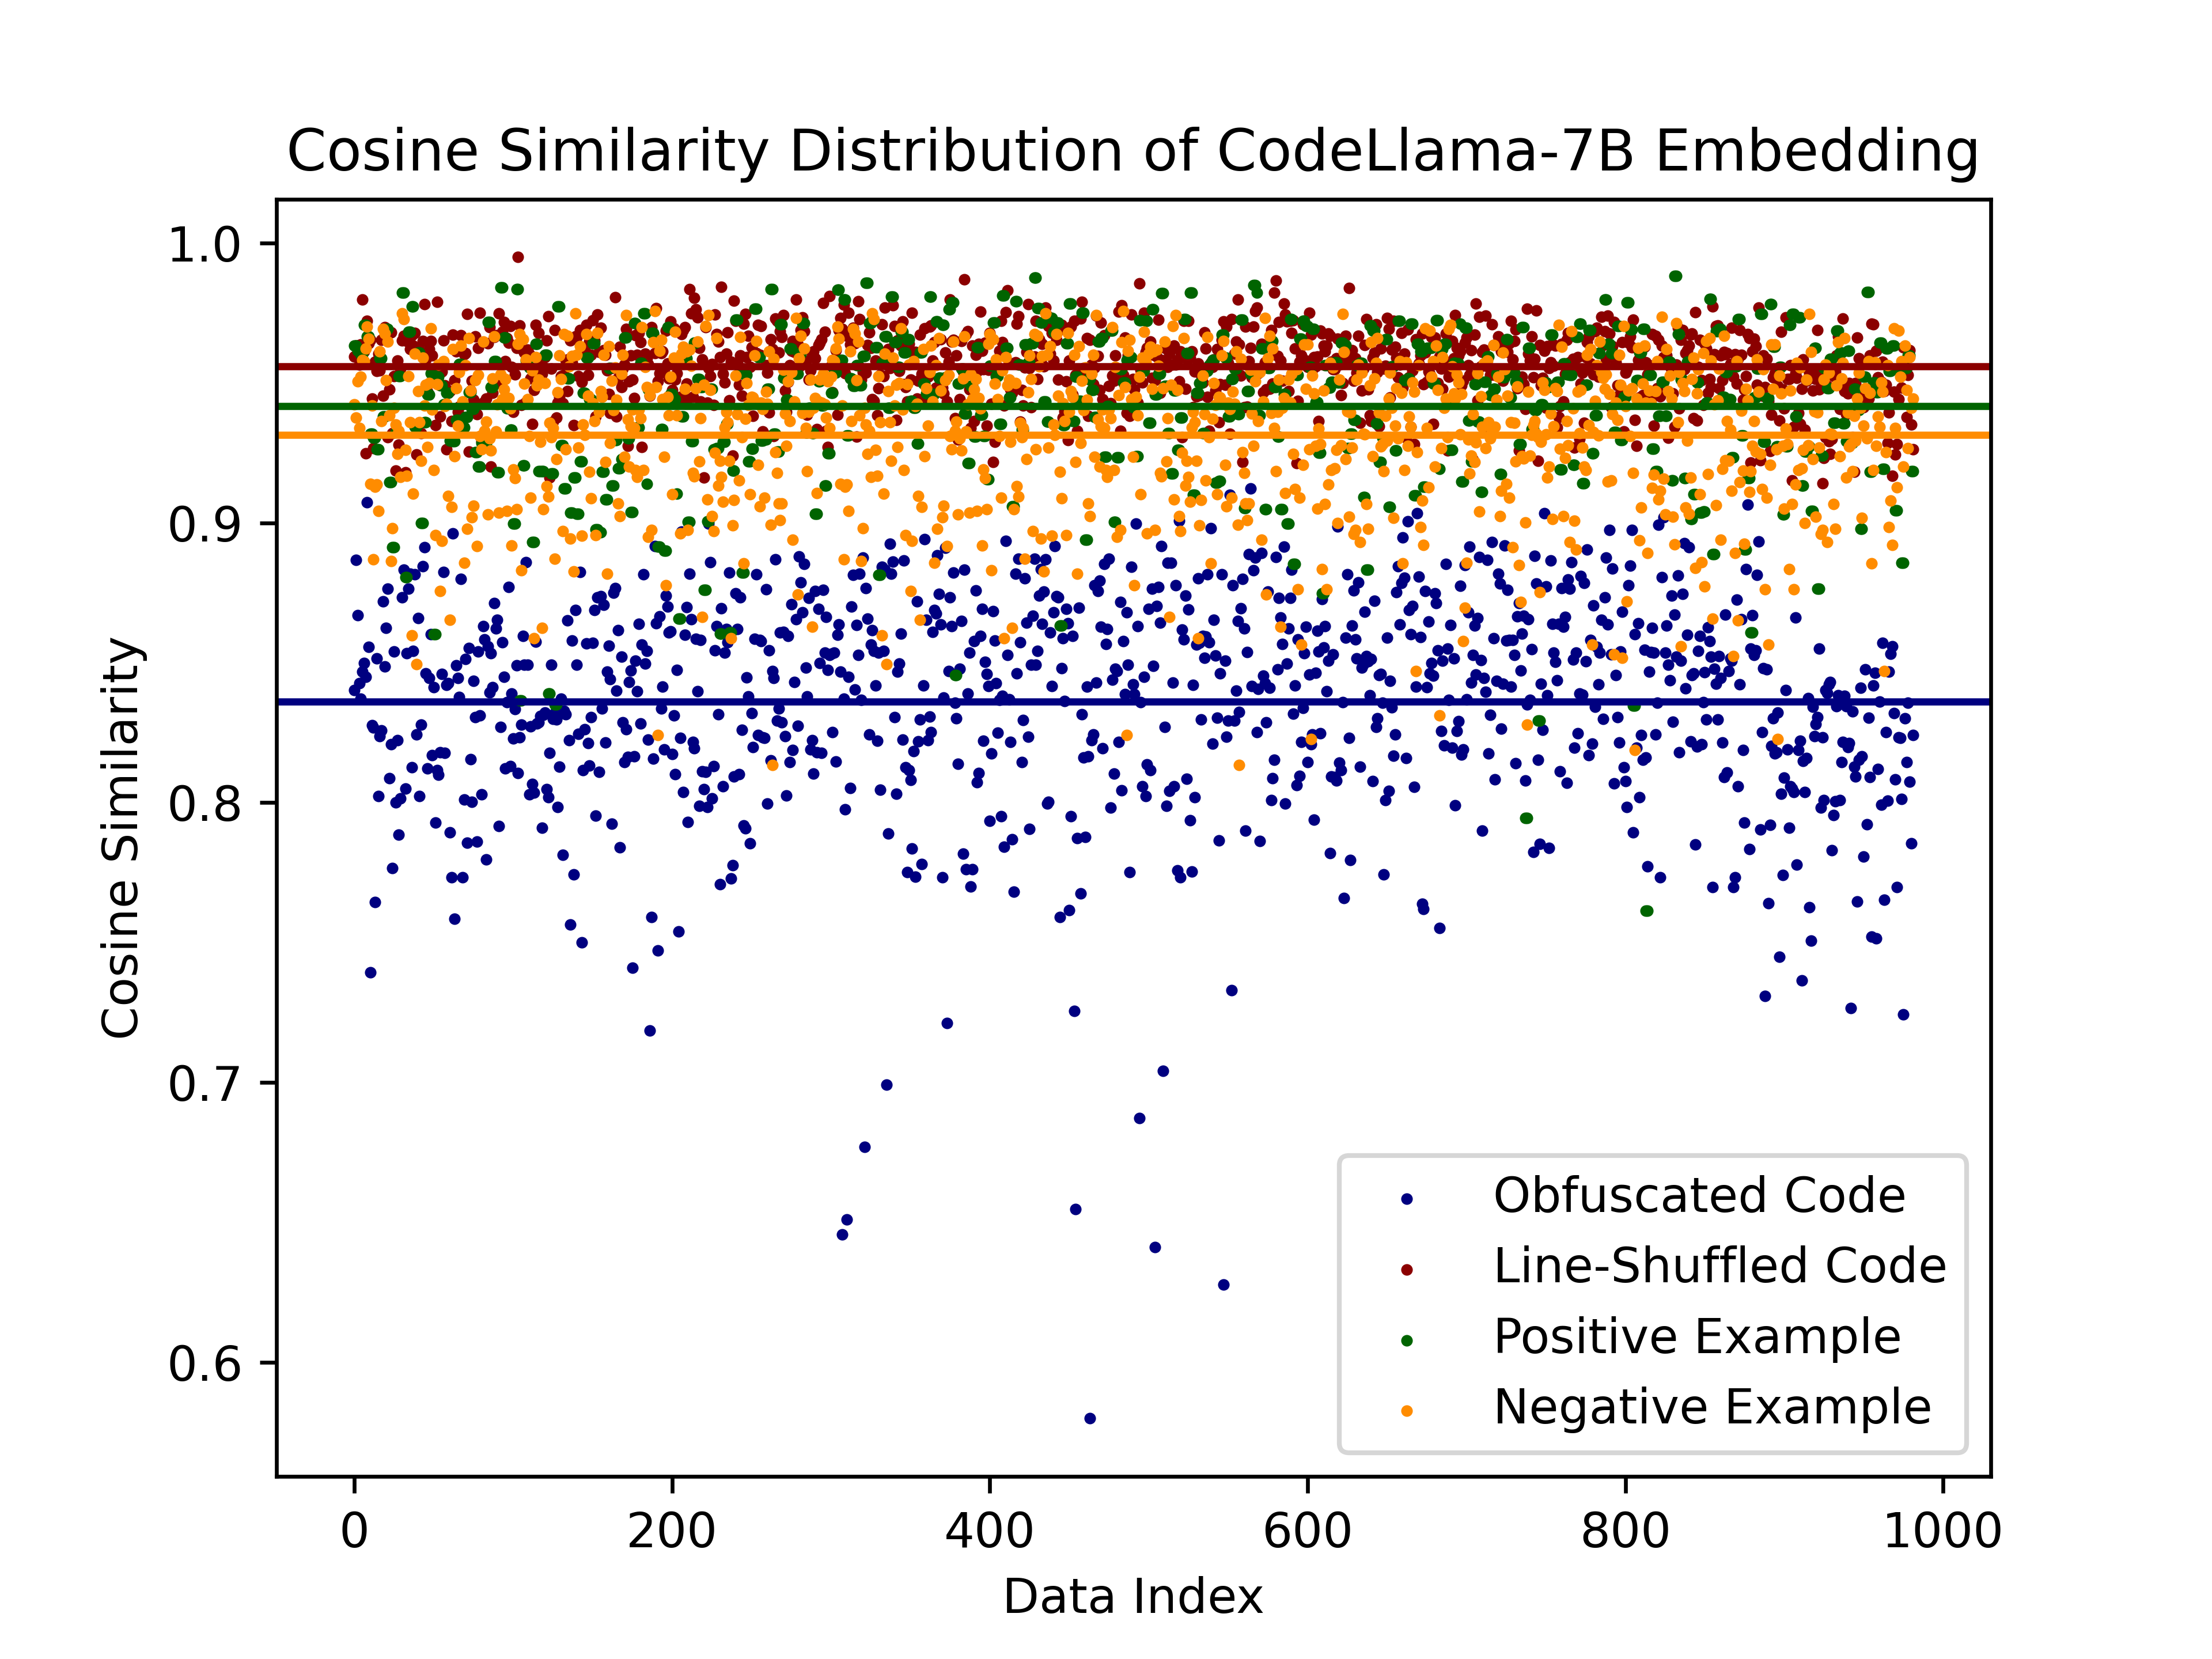 Cosine Similarity Distribution of CodeLlama-7B Embedding
1.0
0.9
0.8
0.7
0.6
Cosine Similarity
Obfuscated Code
Line-Shuffled Code
Positive Example
Negative Example
0 200 400 600 800 1000
Data Index